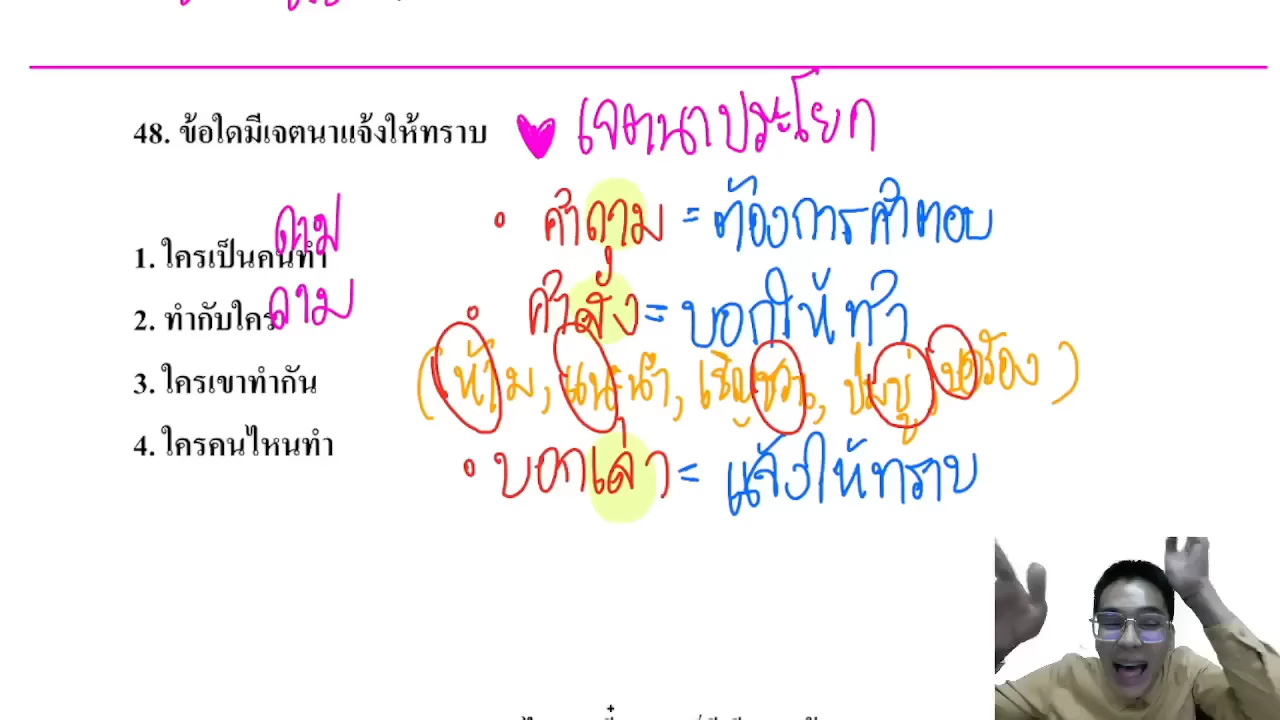 48. ข้อใดมีเจตนาแจ้งให้ทราบ
เจตนาประโยค
คำถาม = ต้องการคำตอบ
ถาม
1. ใครเป็นคนทำ
คำสั่ง = บอกให้ทำ
ถาม
2. ทำกับใคร
(ห้าม, แนะนำ, เชิญชวน, ข่มขู่, ขอร้อง)
3. ใครเขาทำกัน
4. ใครคนไหนทำ
บอกเล่า = แจ้งให้ทราบ